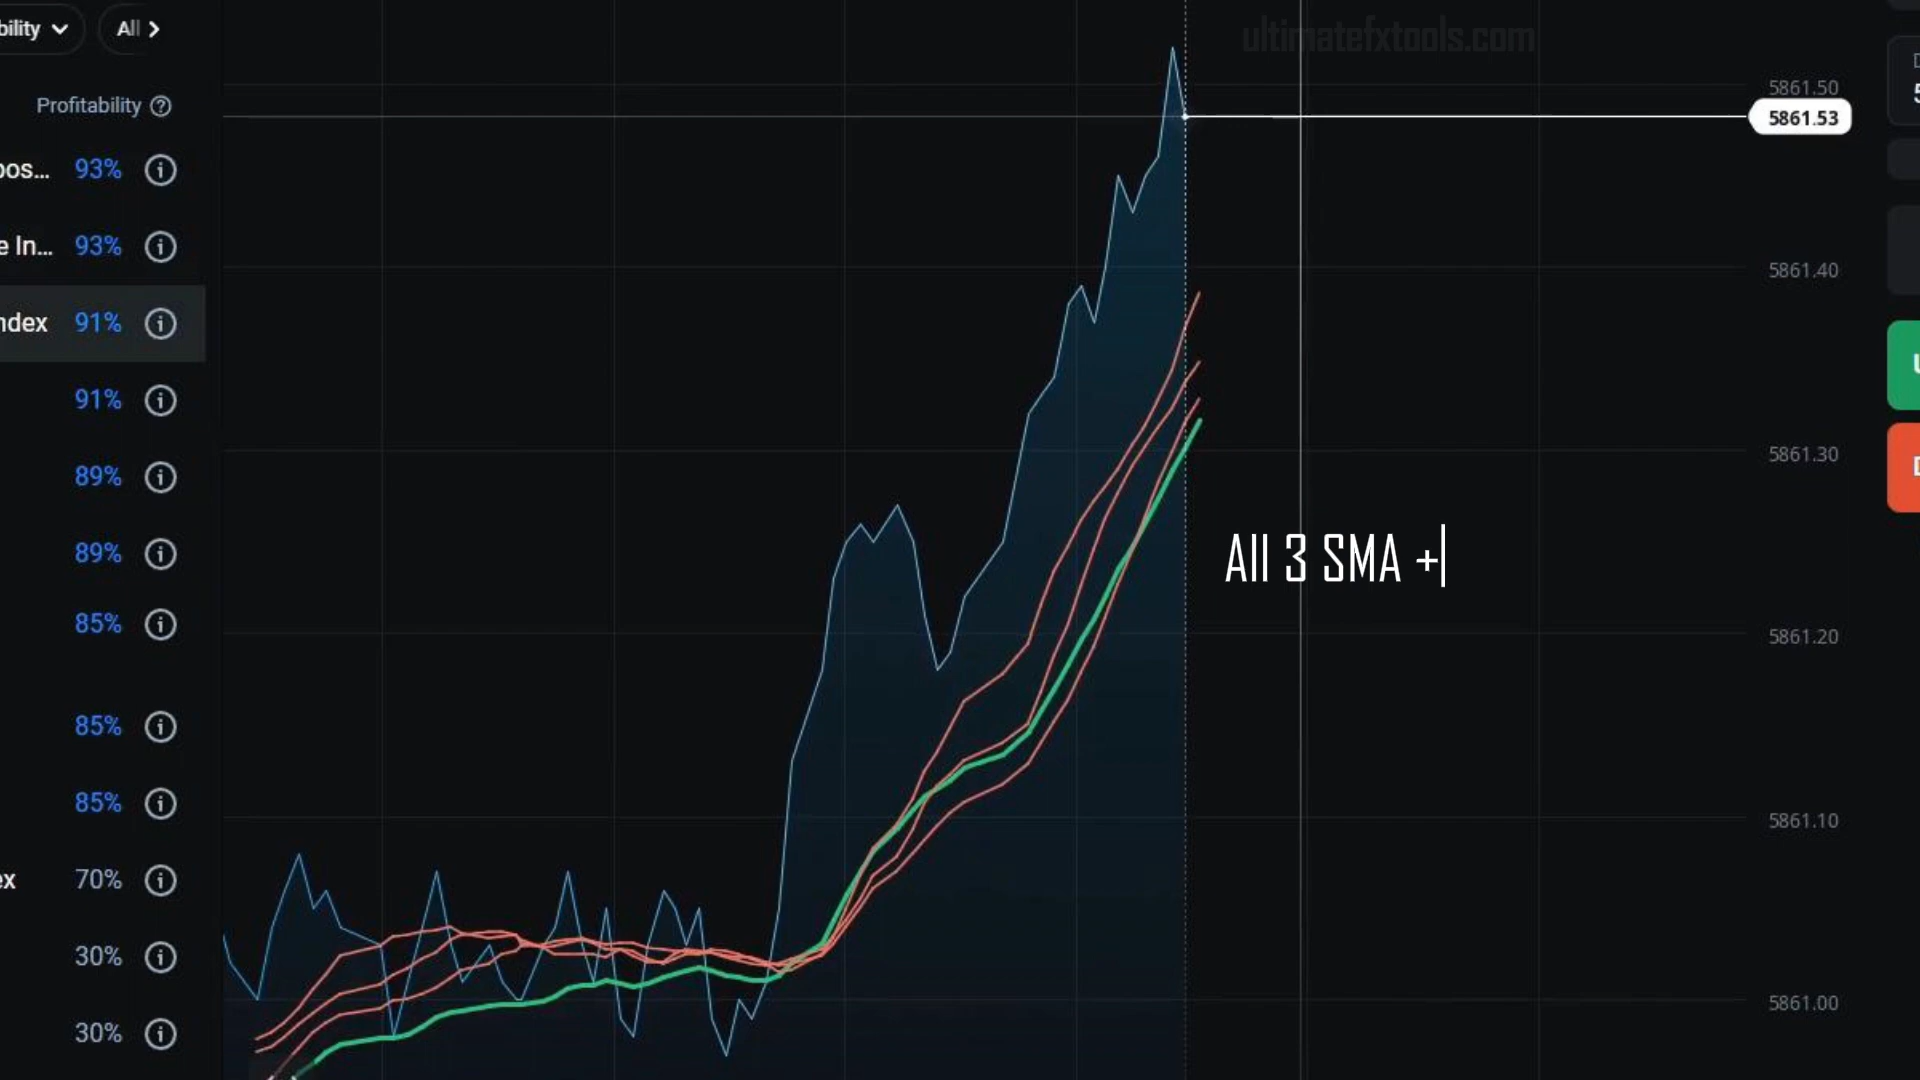 bility
All
ultimatefxtools.com
5861.50
5861.53
Profitability ?
pos... 93%
e In... 93%
5861.40
ndex 91%
91%
5861.30
89%
89%
All 3 SMA +
85%
5861.20
85%
85%
5861.10
ex 70%
30%
5861.00
30%